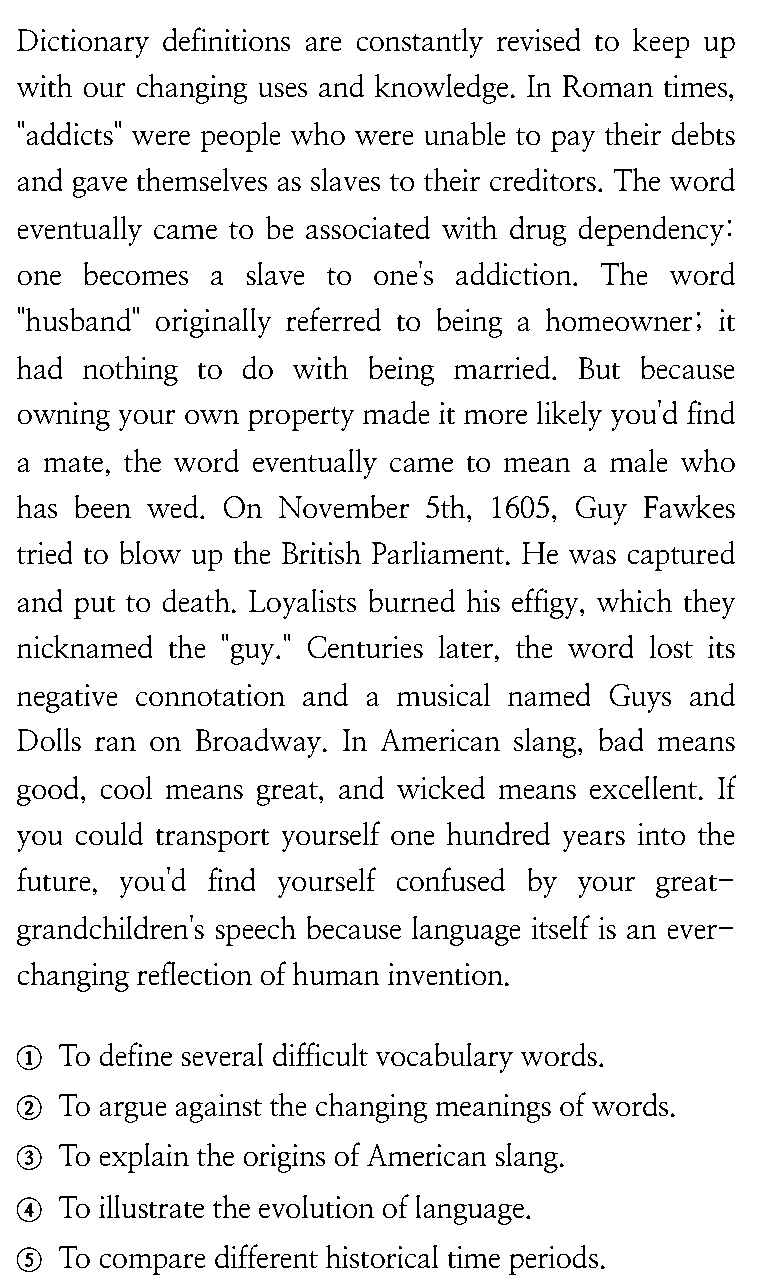 Dictionary definitions are constantly revised to keep up
with our changing uses and knowledge. In Roman times,
"addicts" were people who were unable to pay their debts
and gave themselves as slaves to their creditors. The word
eventually came to be associated with drug dependency:
one becomes a slave to one's addiction. The word
"husband" originally referred to being a homeowner; it
had nothing to do with being married. But because
owning your own property made it more likely you'd find
a mate, the word eventually came to mean a male who
has been wed. On November 5th, 1605, Guy Fawkes
tried to blow up the British Parliament. He was captured
and put to death. Loyalists burned his effigy, which they
nicknamed the "guy." Centuries later, the word lost its
negative connotation and a musical named Guys and
Dolls ran on Broadway. In American slang, bad means
good, cool means great, and wicked means excellent. If
you could transport yourself one hundred years into the
future, you'd find yourself confused by your great-
grandchildren's speech because language itself is an ever-
changing reflection of human invention.
① To define several difficult vocabulary words.
② To argue against the changing meanings of words.
③ To explain the origins of American slang.
④ To illustrate the evolution of language.
⑤ To compare different historical time periods.